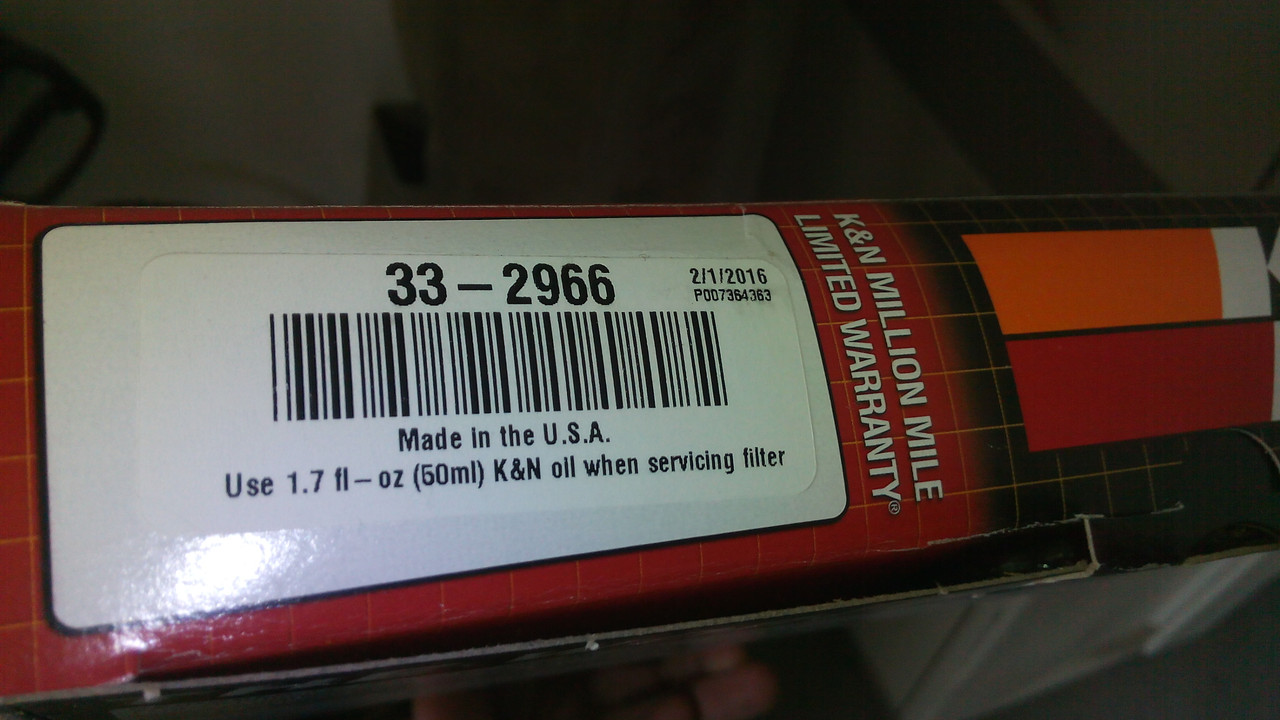 33-2966
2/1/2016
P007364363
Made in the U.S.A.
Use 1.7 fl-oz (50ml) K&N oil when servicing filter
K&N MILLION MILE
LIMITED WARRANTY®